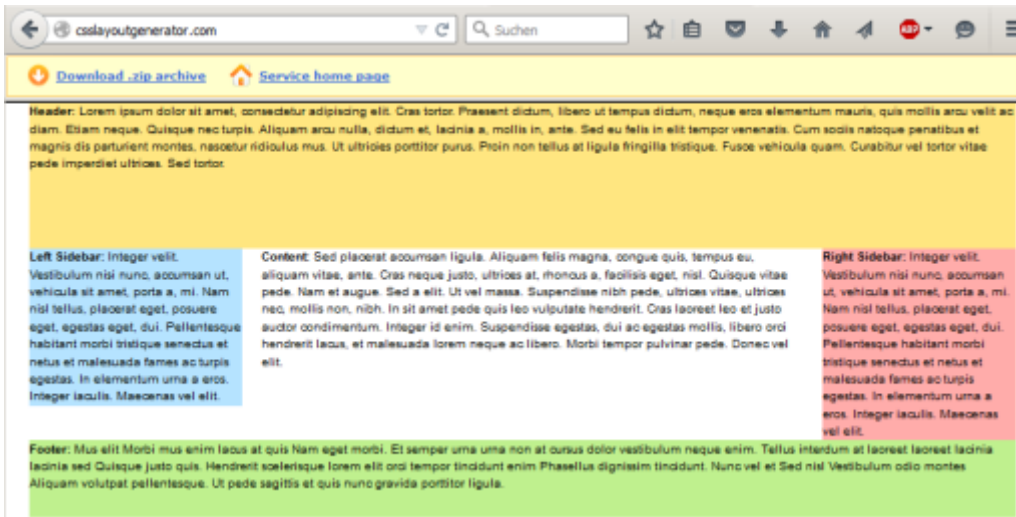 csslayoutgenerator.com
Suchen
ABP
Download .zip archive
Service home page
Header: Lorem ipsum dolor sit amet, consectetur adipiscing elit. Cras tortor. Praesent dictum, libero ut tempus dictum, neque eros elementum mauris, quis mollis arcu velit ac
diam. Etiam neque. Quisque nec turpis. Aliquam arcu nulla, dictum et, lacinia a, mollis in, ante. Sed eu felis in elit tempor venenatis. Cum sociis natoque penatibus et
magnis dis parturient montes, nascetur ridiculus mus. Ut ultricies porttitor purus. Proin non tellus at ligula fringilla tristique. Fusce vehicula quam. Curabitur vel tortor vitae
pede imperdiet ultrices. Sed tortor.
Left Sidebar: Integer velit.
Vestibulum nisi nunc, accumsan ut,
vehicula sit amet, porta a, mi. Nam
nisl tellus, placerat eget, posuere
eget, egestas eget, dui. Pellentesque
habitant morbi tristique senectus et
netus et malesuada fames ac turpis
egestas. In elementum urna a eros.
Integer iaculis. Maecenas vel elit.
Content: Sed placerat accumsan ligula. Aliquam felis magna, congue quis, tempus eu,
aliquam vitae, ante. Cras neque justo, ultrices at, rhoncus a, facilisis eget, nisl. Quisque vitae
pede. Nam et augue. Sed a elit. Ut vel massa. Suspendisse nibh pede, ultrices vitae, ultrices
nec, mollis non, nibh. In sit amet pede quis leo vulputate hendrerit. Cras laoreet leo et justo
auctor condimentum. Integer id enim. Suspendisse egestas, dui ac egestas mollis, libero orci
hendrerit lacus, et malesuada lorem neque ac libero. Morbi tempor pulvinar pede. Donec vel
elit.
Right Sidebar: Integer velit.
Vestibulum nisi nunc, accumsan
ut, vehicula sit amet, porta a, mi.
Nam nisl tellus, placerat eget,
posuere eget, egestas eget, dui.
Pellentesque habitant morbi
tristique senectus et netus et
malesuada fames ac turpis
egestas. In elementum urna a
eros. Integer iaculis. Maecenas
vel elit.
Footer: Mus elit Morbi mus enim lacus at quis Nam eget morbi. Et semper urna urna non at cursus dolor vestibulum neque enim. Tellus interdum at laoreet laoreet lacinia
lacinia sed Quisque justo quis. Hendrerit scelerisque lorem elit orci tempor tincidunt enim Phasellus dignissim tincidunt. Nunc vel et Sed nisl Vestibulum odio montes
Aliquam volutpat pellentesque. Ut pede sagittis et quis nunc gravida porttitor ligula.